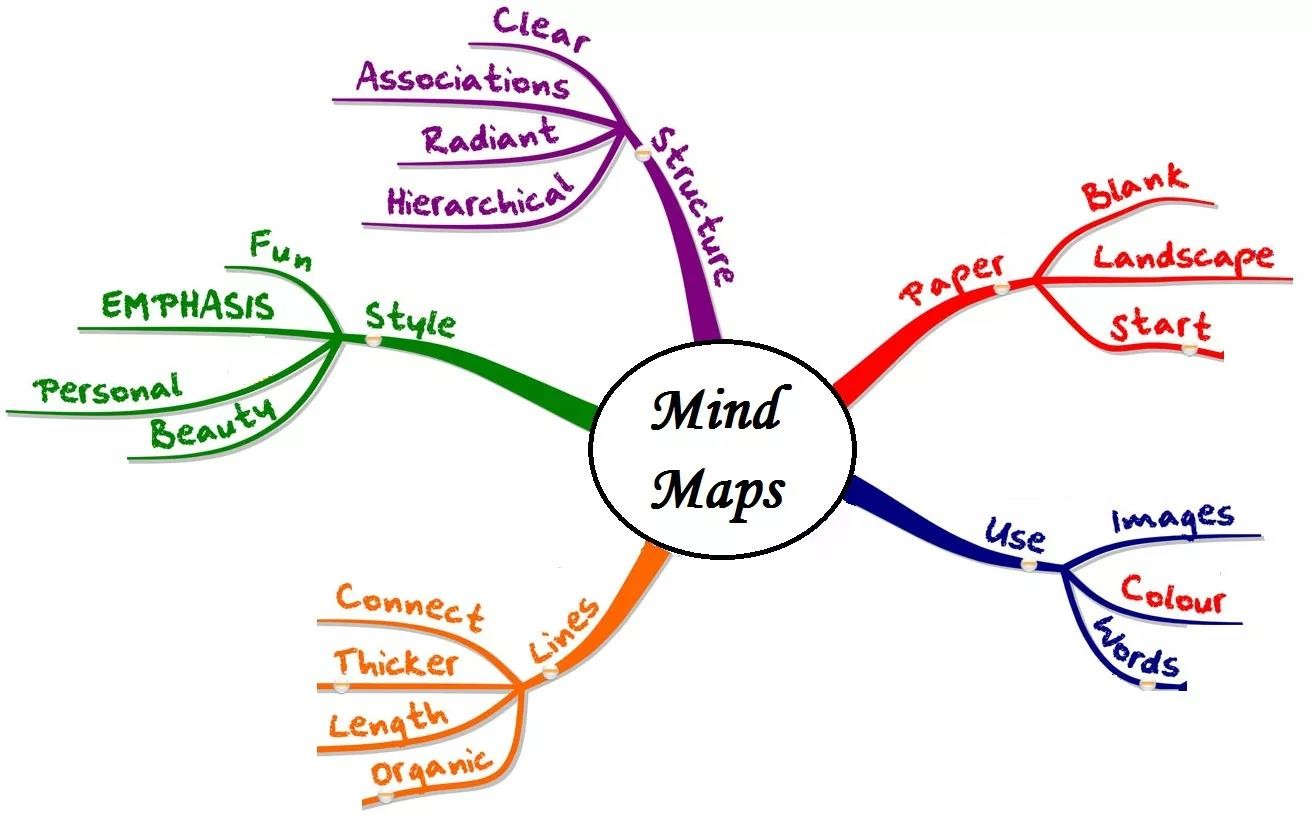 Mind
Maps
Structure
Clear
Associations
Radiant
Hierarchical
Paper
Blank
Landscape
Start
Use
Images
Colour
Words
Lines
Connect
Thicker
Length
Organic
Style
Fun
EMPHASIS
Personal
Beauty